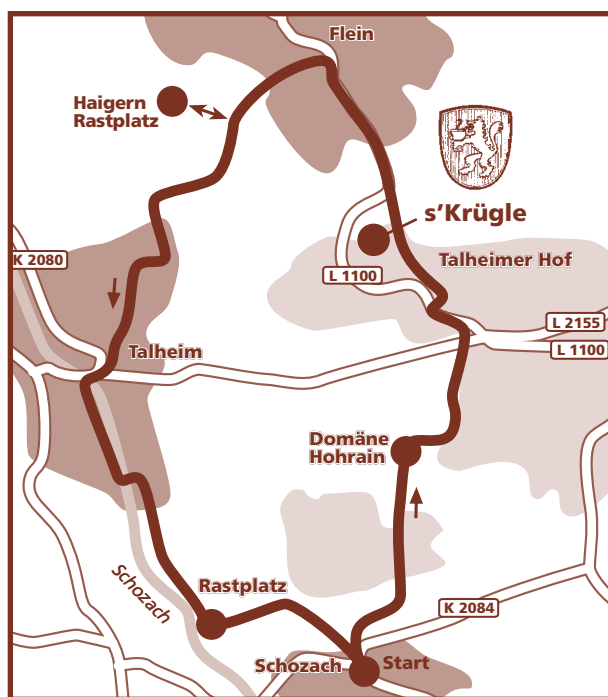 Flein
Haigern
Rastplatz
s'Krügle
K 2080
Talheimer Hof
L 1100
L 2155
L 1100
Talheim
Domäne
Hohrain
Schozach
Rastplatz
K 2084
Schozach
Start